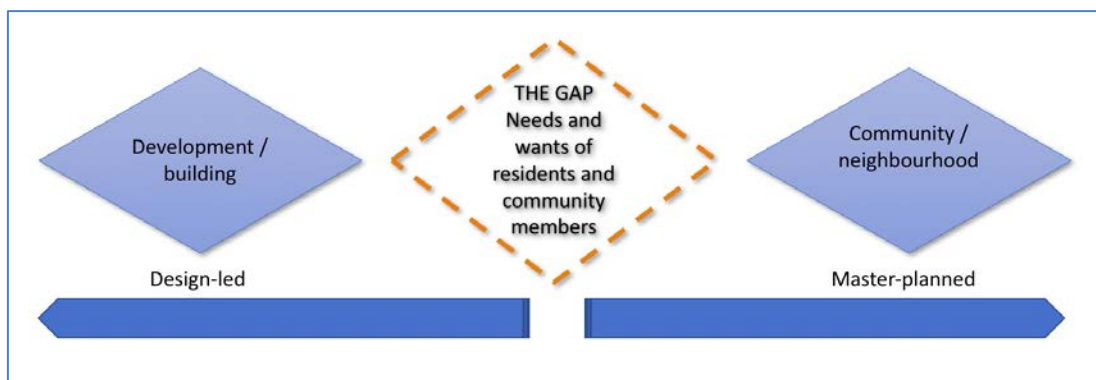 Development /
building
THE GAP
Needs and
wants of
residents and
community
members
Community /
neighbourhood
Design-led
Master-planned